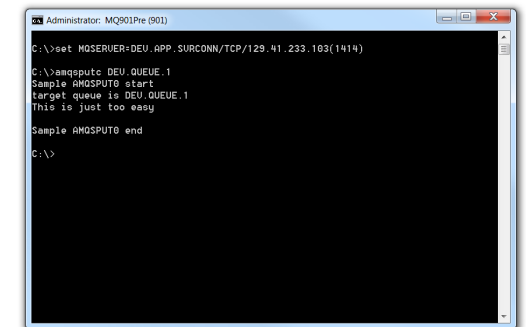 Administrator: MQ901Pre (901)
C:\>set MQSERVER=DEV.APP.SVRCONN/TCP/129.41.233.103(1414)
C:\>amqsputc DEV.QUEUE.1
Sample AMQSPUT0 start
target queue is DEV.QUEUE.1
This is just too easy
Sample AMQSPUT0 end
C:\>